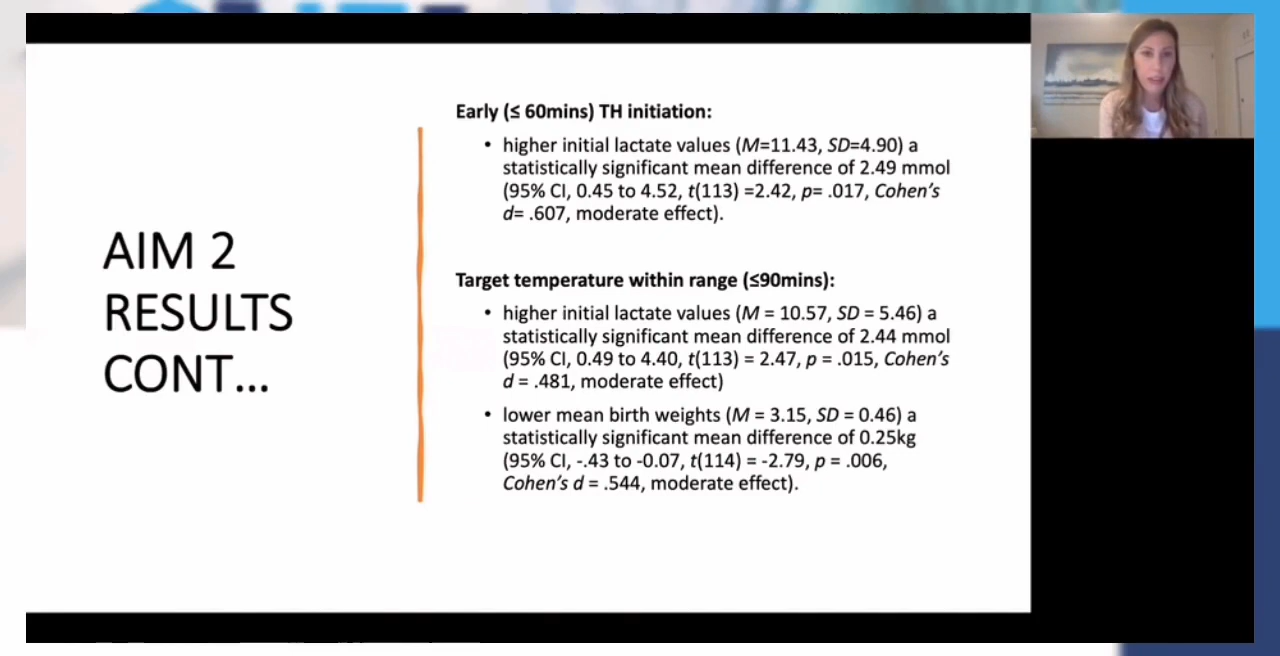 AIM 2
RESULTS
CONT...
Early (≤ 60mins) TH initiation:
• higher initial lactate values (M=11.43, SD=4.90) a
statistically significant mean difference of 2.49 mmol
(95% CI, 0.45 to 4.52, t(113) =2.42, p= .017, Cohen's
d= .607, moderate effect).
Target temperature within range (≤90mins):
• higher initial lactate values (M = 10.57, SD = 5.46) a
statistically significant mean difference of 2.44 mmol
(95% CI, 0.49 to 4.40, t(113) = 2.47, p = .015, Cohen's
d = .481, moderate effect)
• lower mean birth weights (M = 3.15, SD = 0.46) a
statistically significant mean difference of 0.25kg
(95% CI, -.43 to -0.07, t(114) = -2.79, p = .006,
Cohen's d = .544, moderate effect).